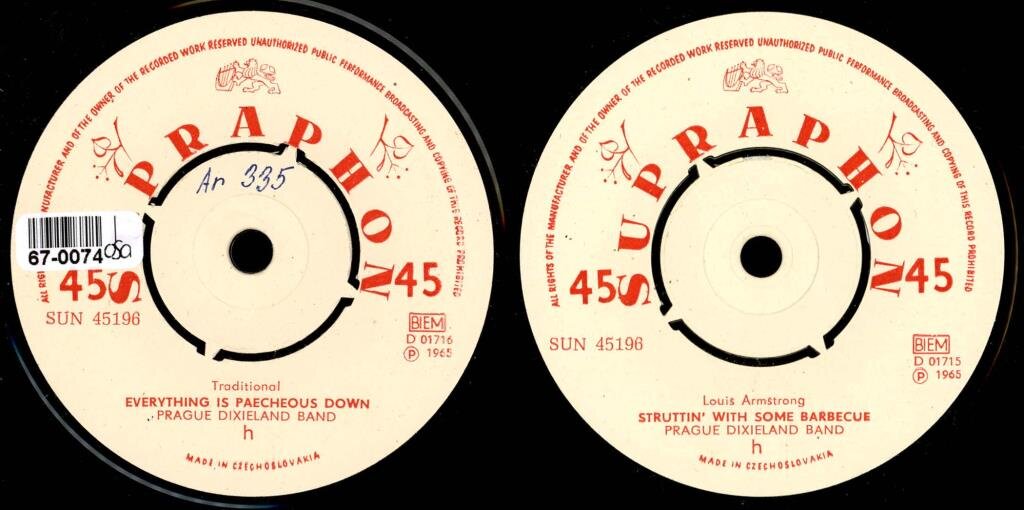 ALL RIGHTS OF THE MANUFACTURER AND OF THE OWNER OF THE RECORDED WORK RESERVED UNAUTHORIZED PUBLIC PERFORMANCE BROADCASTING AND COPYING OF THIS RECORD PROHIBITED
SUPRAPHON
An 335
67-0074
OSA
45 45
SUN 45196
BIEM
D 01716
Ⓟ 1965
Traditional
EVERYTHING IS PAECHEOUS DOWN
PRAGUE DIXIELAND BAND
h
MADE IN CZECHOSLOVAKIA
ALL RIGHTS OF THE MANUFACTURER AND OF THE OWNER OF THE RECORDED WORK RESERVED UNAUTHORIZED PUBLIC PERFORMANCE BROADCASTING AND COPYING OF THIS RECORD PROHIBITED
SUPRAPHON
45 45
SUN 45196
BIEM
D 01715
Ⓟ 1965
Louis Armstrong
STRUTTIN' WITH SOME BARBECUE
PRAGUE DIXIELAND BAND
h
MADE IN CZECHOSLOVAKIA